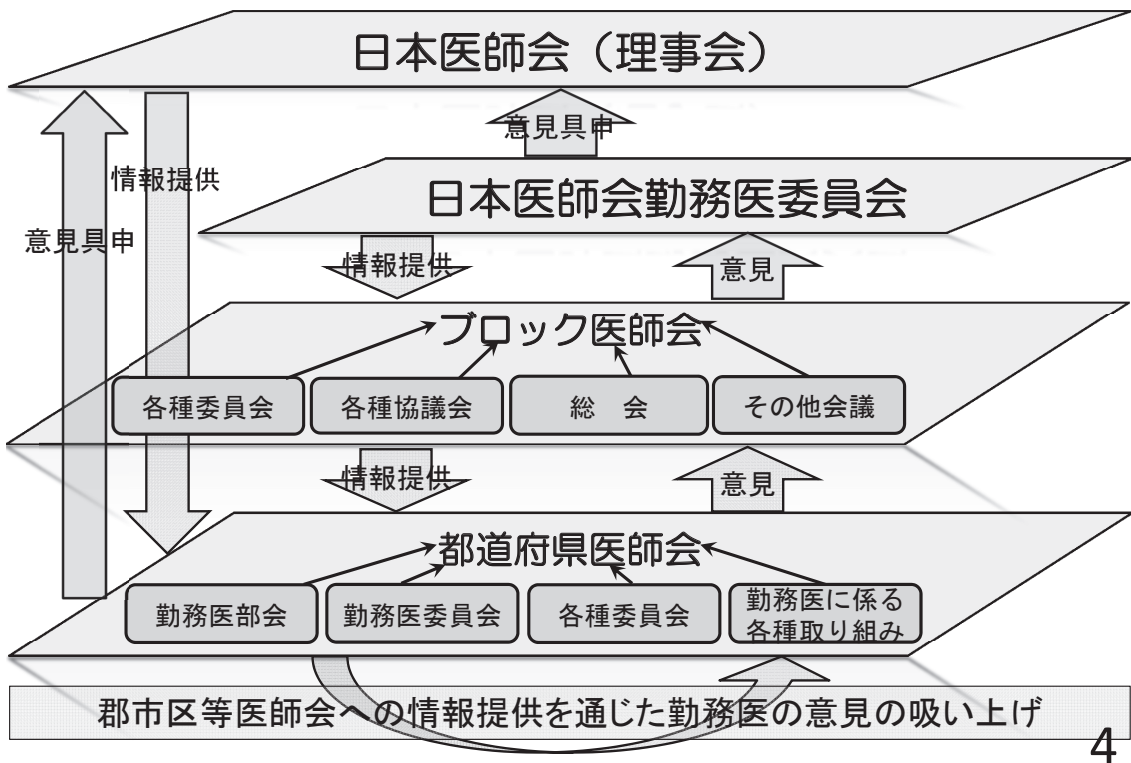 日本医師会（理事会）
意見具申
情報提供
意見具申
日本医師会勤務医委員会
情報提供
意見
ブロック医師会
各種委員会
各種協議会
総　会
その他会議
情報提供
意見
都道府県医師会
勤務医部会
勤務医委員会
各種委員会
勤務医に係る
各種取り組み
郡市区等医師会への情報提供を通じた勤務医の意見の吸い上げ
4